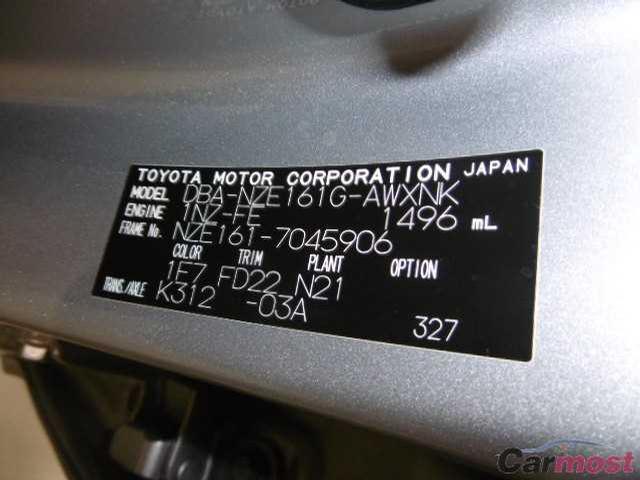 TOYOTA MOTOR CORPORATION JAPAN
MODEL DBA-NZE161G-AWXNK
ENGINE 1NZ-FE 1496 mL
FRAME No. NZE161-7045906
COLOR TRIM PLANT OPTION
1F7 FD22 N21
TRANS./AXLE K312 -03A
327
Carmost